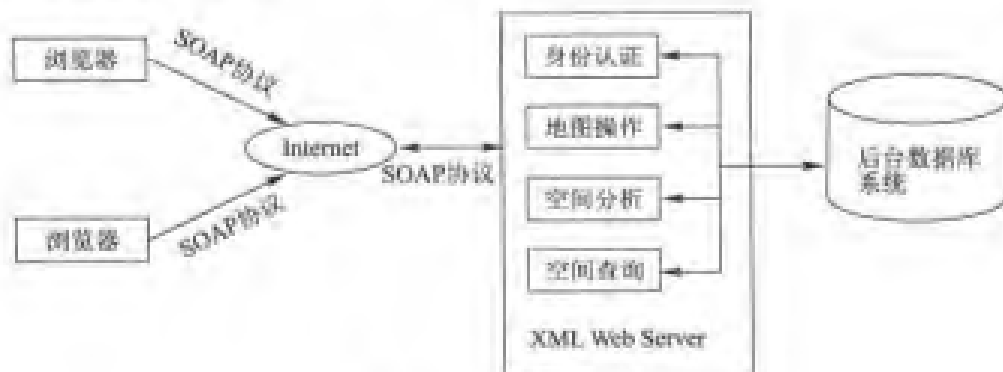 浏览器
SOAP协议
Internet
SOAP协议
浏览器
SOAP协议
身份认证
地图操作
空间分析
空间查询
XML Web Server
后台数据库
系统